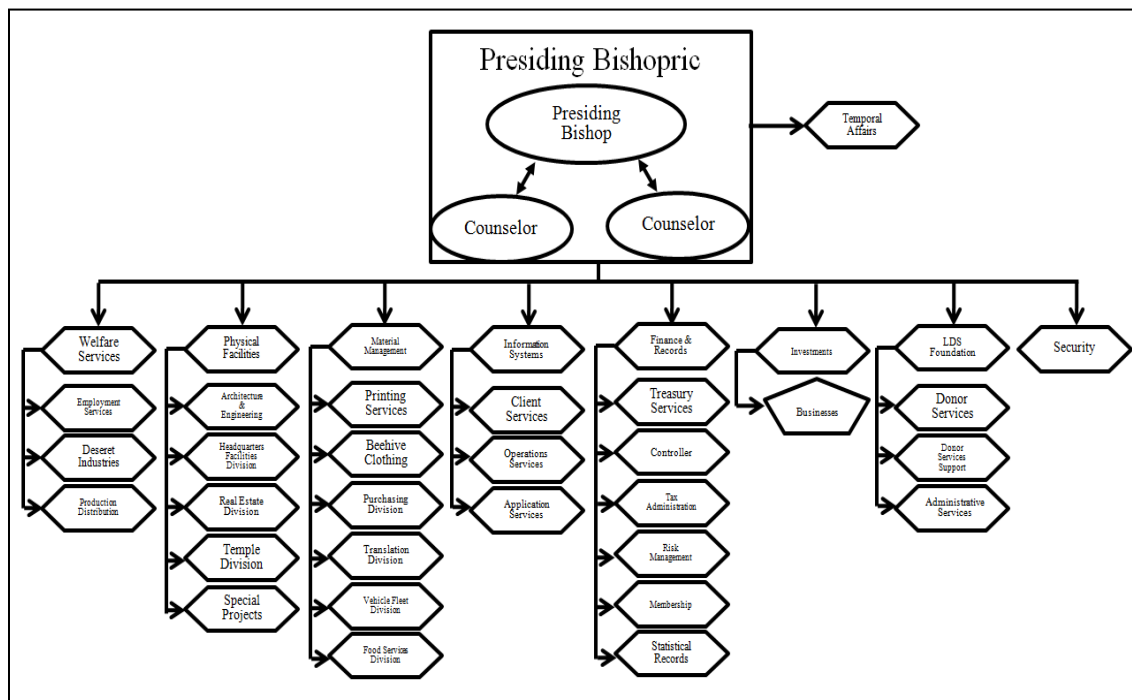 Presiding Bishopric
Presiding
Bishop
Counselor
Counselor
Temporal
Affairs
Welfare
Services
Employment
Services
Deseret
Industries
Production
Distribution
Physical
Facilities
Architecture
&
Engineering
Headquarters
Facilities
Division
Real Estate
Division
Temple
Division
Special
Projects
Material
Management
Printing
Services
Beehive
Clothing
Purchasing
Division
Translation
Division
Vehicle Fleet
Division
Food Services
Division
Information
Systems
Client
Services
Operations
Services
Application
Services
Finance &
Records
Treasury
Services
Controller
Tax
Administration
Risk
Management
Membership
Statistical
Records
Investments
Businesses
LDS
Foundation
Donor
Services
Donor
Services
Support
Administrative
Services
Security